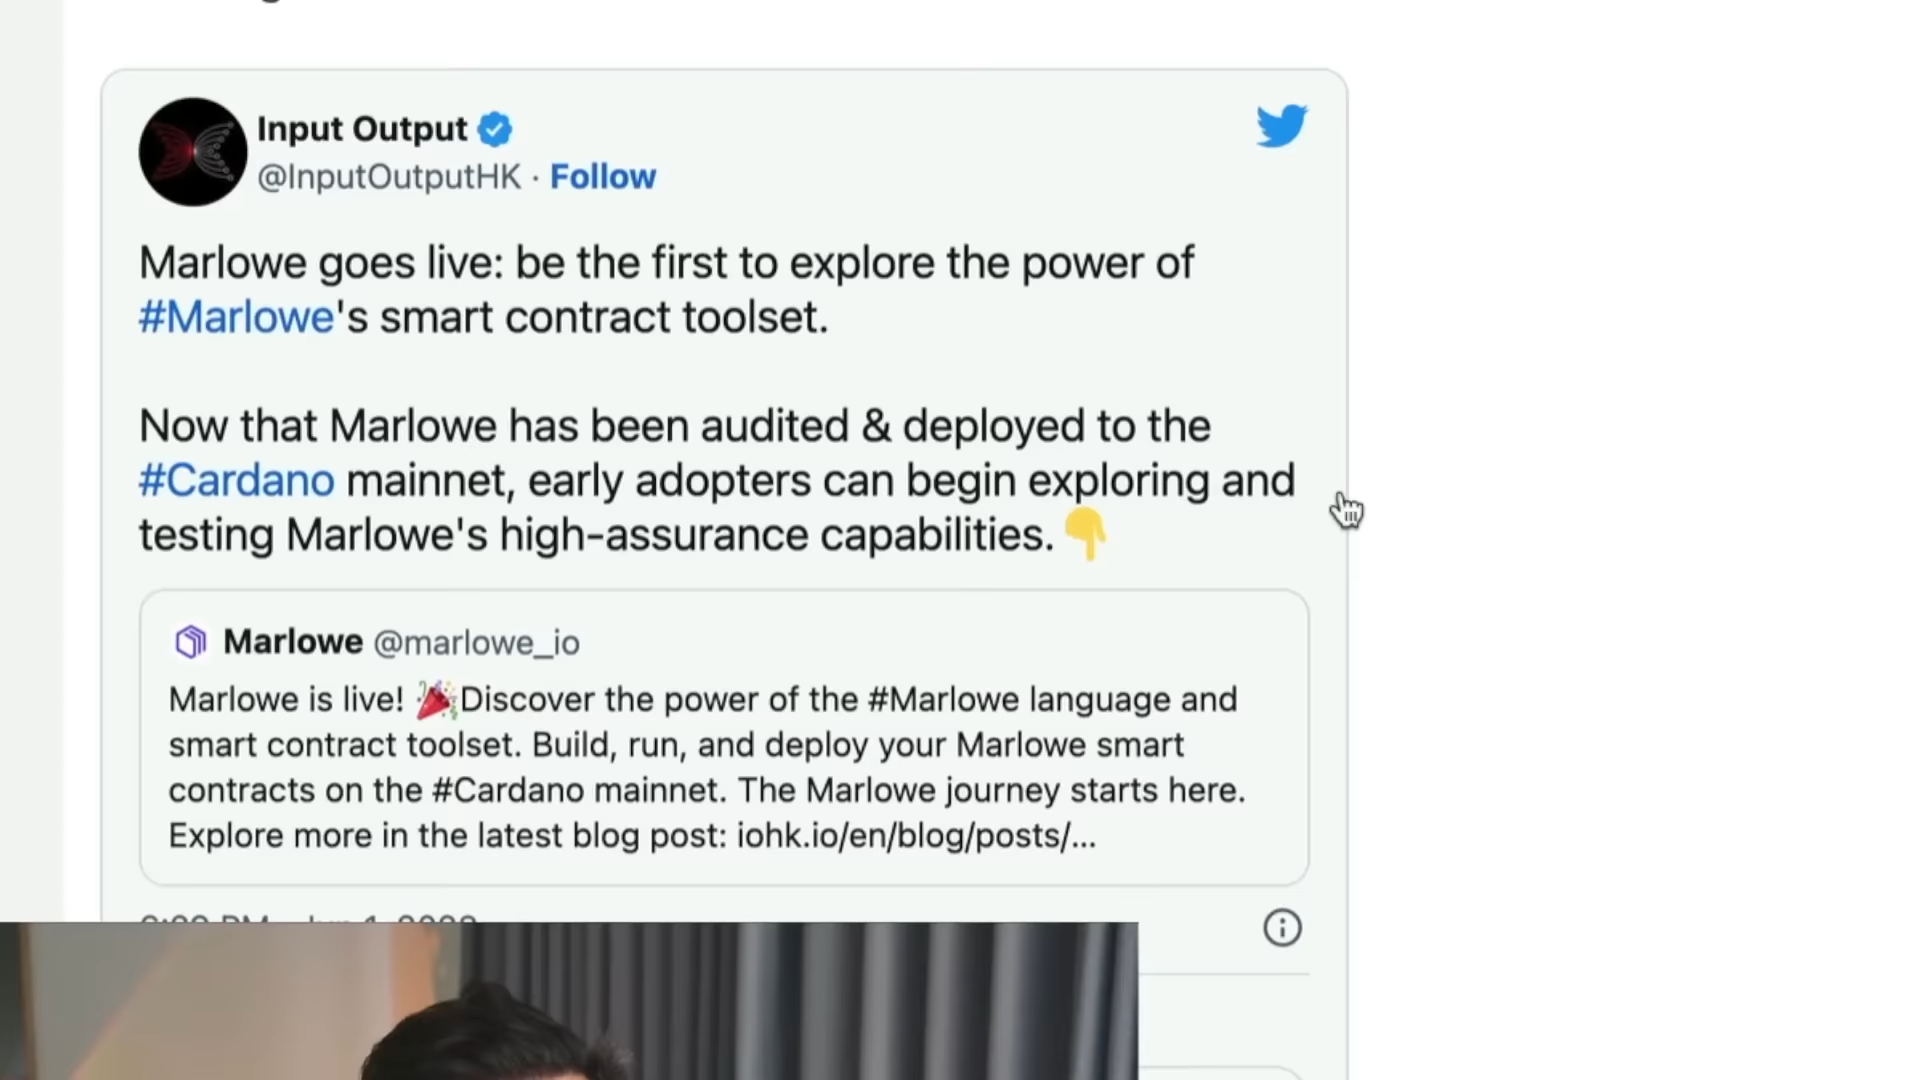 Input Output
@InputOutputHK · Follow
Marlowe goes live: be the first to explore the power of
#Marlowe's smart contract toolset.
Now that Marlowe has been audited & deployed to the
#Cardano mainnet, early adopters can begin exploring and
testing Marlowe's high-assurance capabilities.👇
Marlowe @marlowe_io
Marlowe is live! 🎉Discover the power of the #Marlowe language and
smart contract toolset. Build, run, and deploy your Marlowe smart
contracts on the #Cardano mainnet. The Marlowe journey starts here.
Explore more in the latest blog post: iohk.io/en/blog/posts/...